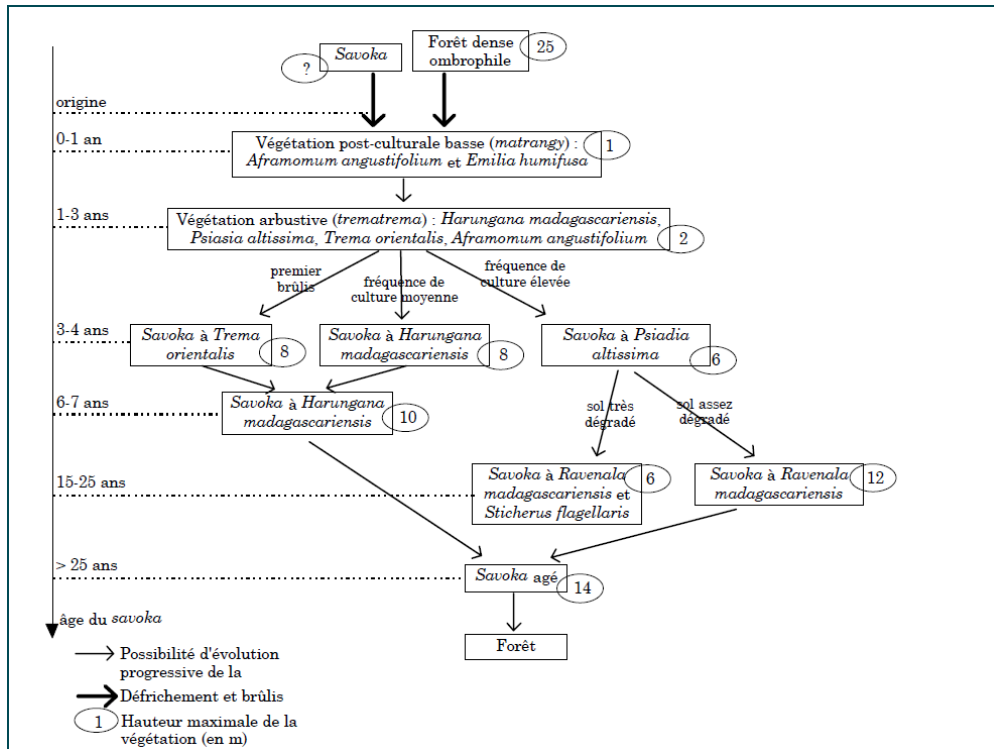 Savoka
?
Forêt dense
ombrophile
25
origine
0-1 an
Végétation post-culturale basse (matrangy) :
Aframomum angustifolium et Emilia humifusa
1
1-3 ans
Végétation arbustive (trematrema) : Harungana madagascariensis,
Psiasia altissima, Trema orientalis, Aframomum angustifolium
2
premier
brûlis
fréquence de
culture moyenne
fréquence de
culture élevée
3-4 ans
Savoka à Trema
orientalis
8
Savoka à Harungana
madagascariensis
8
Savoka à Psiadia
altissima
6
6-7 ans
Savoka à Harungana
madagascariensis
10
sol très
dégradé
sol assez
dégradé
15-25 ans
Savoka à Ravenala
madagascariensis et
Sticherus flagellaris
6
Savoka à Ravenala
madagascariensis
12
> 25 ans
Savoka agé
14
âge du savoka
Forêt
Possibilité d'évolution
progressive de la
Défrichement et brûlis
1
Hauteur maximale de la
végétation (en m)